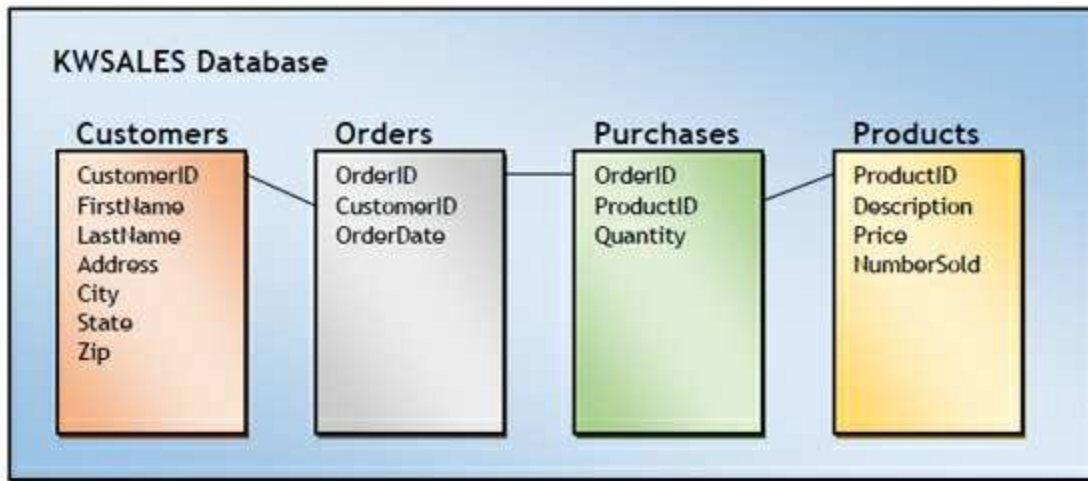 KWSALES Database
Customers
CustomerID
FirstName
LastName
Address
City
State
Zip
Orders
OrderID
CustomerID
OrderDate
Purchases
OrderID
ProductID
Quantity
Products
ProductID
Description
Price
NumberSold